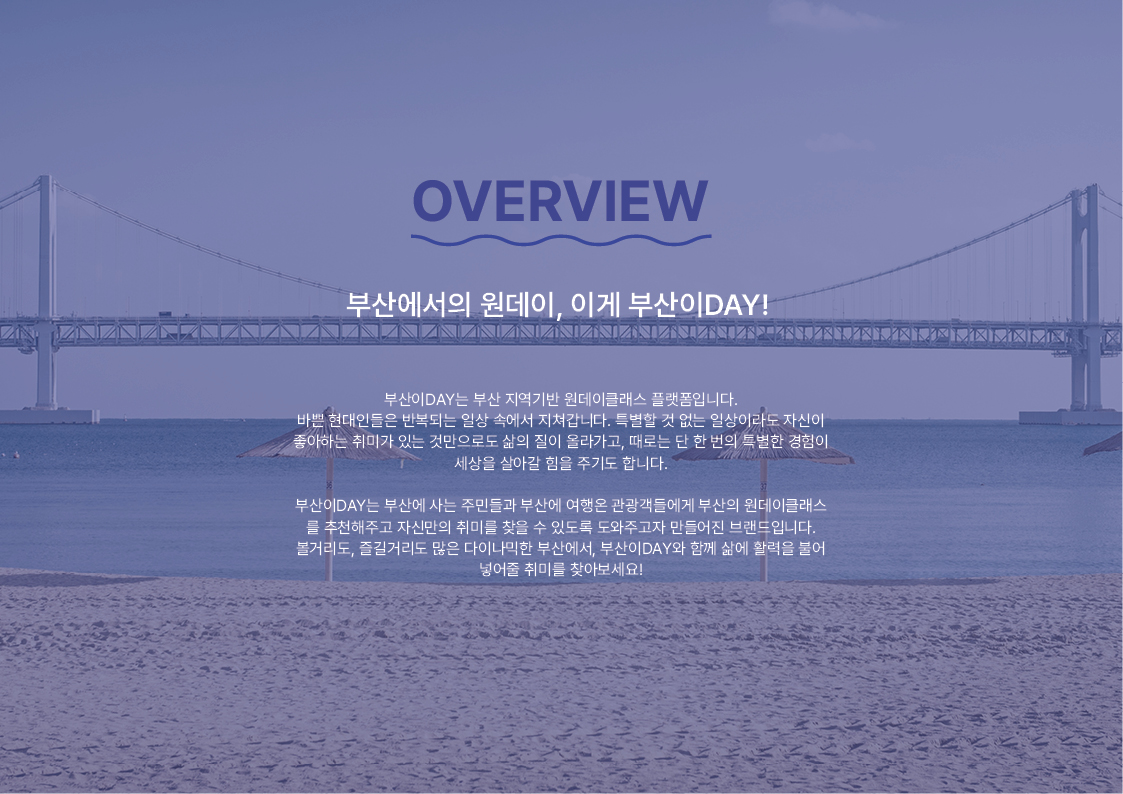 OVERVIEW
부산에서의 원데이, 이게 부산이DAY!
부산이DAY는 부산 지역기반 원데이클래스 플랫폼입니다.
바쁜 현대인들은 반복되는 일상 속에서 지쳐갑니다. 특별할 것 없는 일상이라도 자신이
좋아하는 취미가 있는 것만으로도 삶의 질이 올라가고, 때로는 단 한 번의 특별한 경험이
세상을 살아갈 힘을 주기도 합니다.
부산이DAY는 부산에 사는 주민들과 부산에 여행온 관광객들에게 부산의 원데이클래스
를 추천해주고 자신만의 취미를 찾을 수 있도록 도와주고자 만들어진 브랜드입니다.
볼거리도, 즐길거리도 많은 다이나믹한 부산에서, 부산이DAY와 함께 삶에 활력을 불어
넣어줄 취미를 찾아보세요!